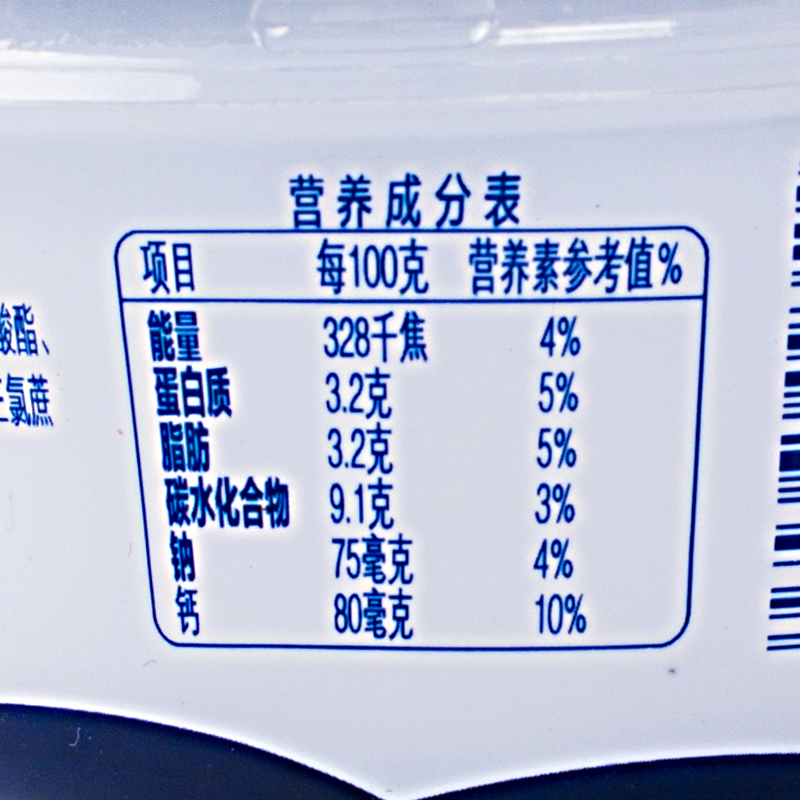 营养成分表
项目 每100克 营养素参考值%
能量 328千焦 4%
蛋白质 3.2克 5%
脂肪 3.2克 5%
碳水化合物 9.1克 3%
钠 75毫克 4%
钙 80毫克 10%
酸酯、
三氯蔗